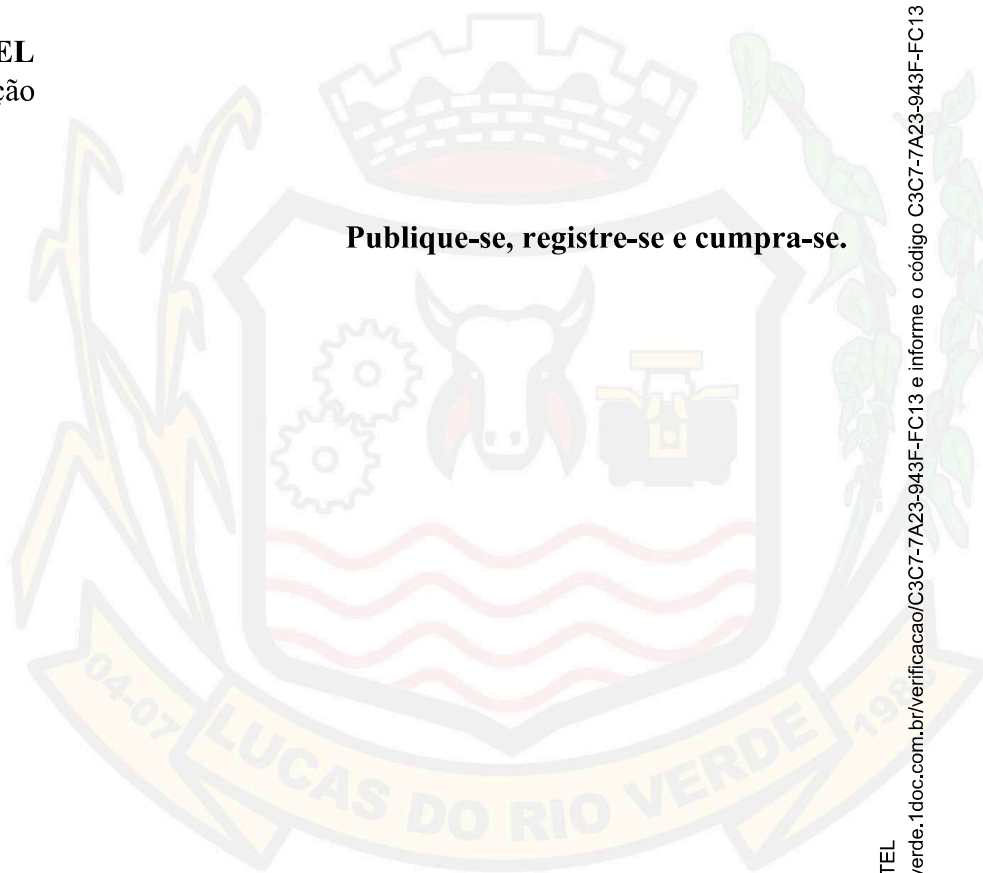 EL
ção
Publique-se, registre-se e cumpra-se.
04-07
LUCAS DO RIO VERDE
198
TEL
verde.1doc.com.br/verificacao/C3C7-7A23-943F-FC13 e informe o código C3C7-7A23-943F-FC13